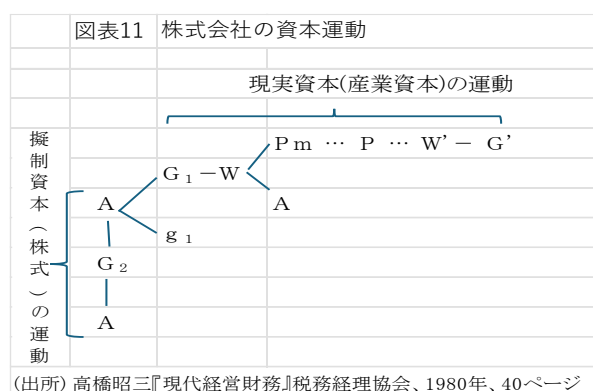 図表11 株式会社の資本運動
現実資本(産業資本)の運動
擬制資本(株式)の運動
Pm … P … W’− G’
G₁−W
A A
g₁
G₂
A
(出所) 高橋昭三『現代経営財務』税務経理協会、1980年、40ページ